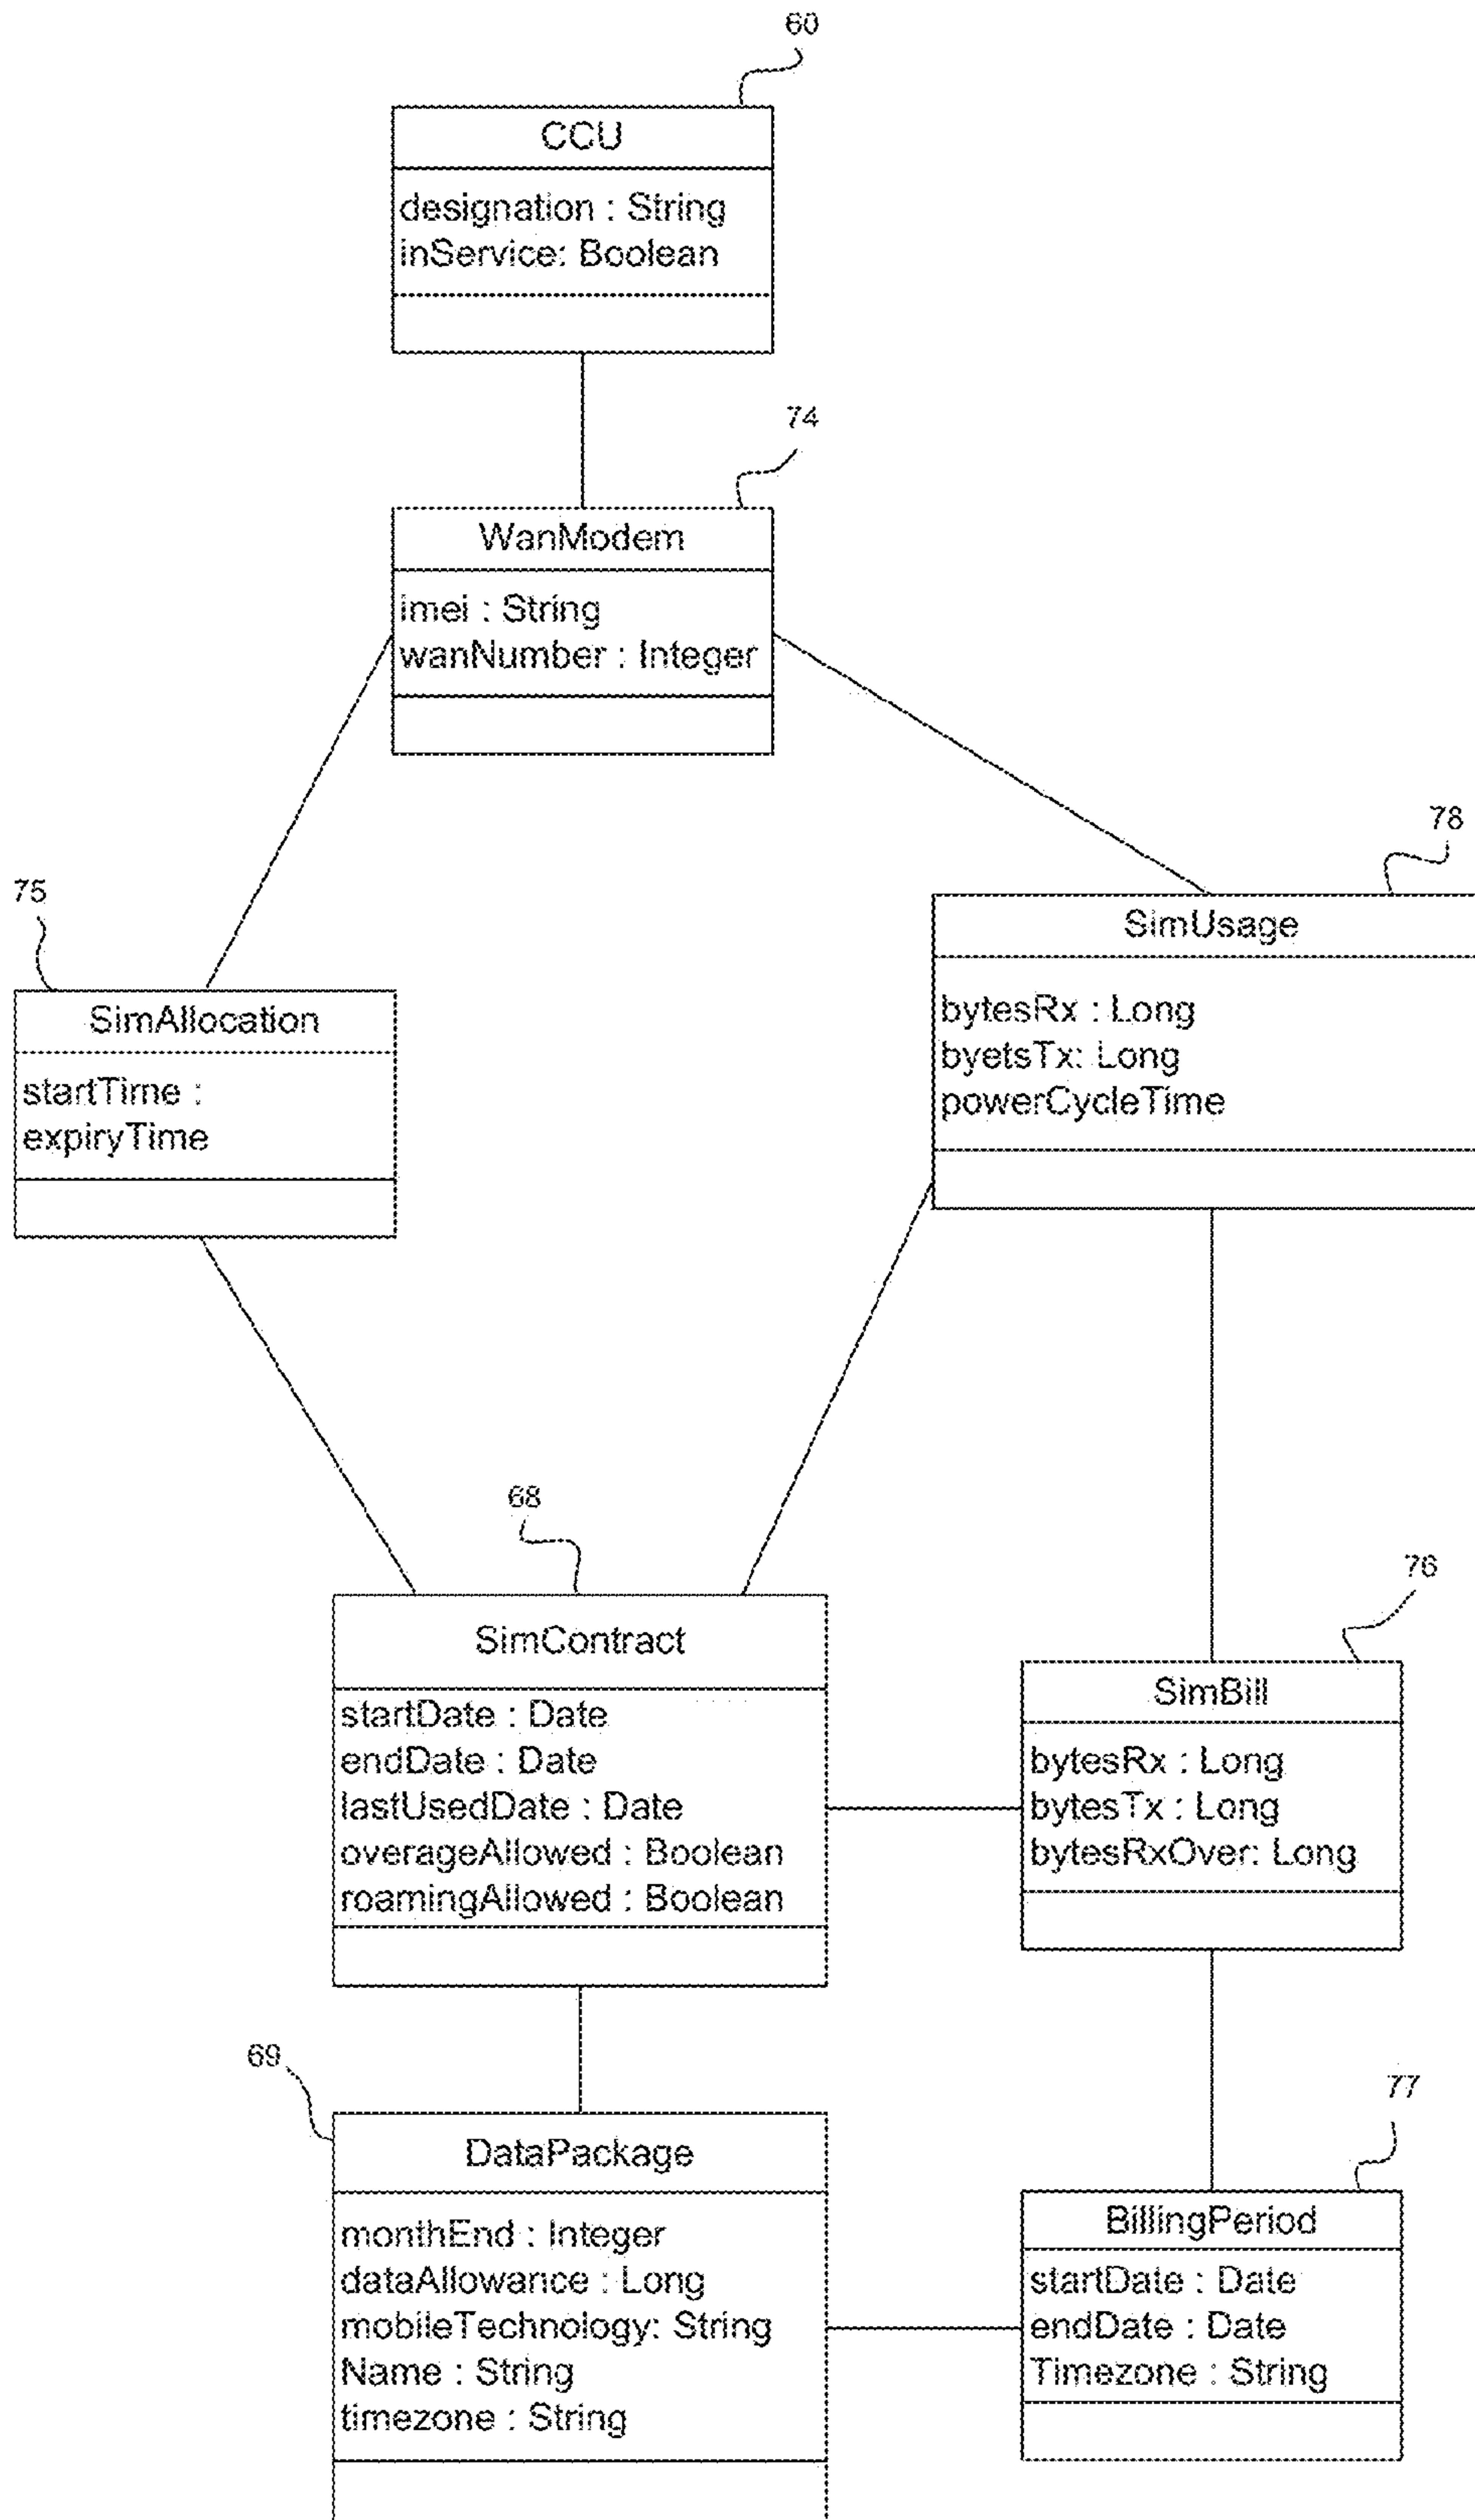 60
CCU
designation : String
inService: Boolean
74
WanModem
imei : String
wanNumber : Integer
78
SimUsage
bytesRx : Long
byetsTx: Long
powerCycleTime
75
SimAllocation
startTime :
expiryTime
68
SimContract
startDate : Date
endDate : Date
lastUsedDate : Date
overageAllowed : Boolean
roamingAllowed : Boolean
76
SimBill
bytesRx : Long
bytesTx : Long
bytesRxOver: Long
69
DataPackage
monthEnd : Integer
dataAllowance : Long
mobileTechnology: String
Name : String
timezone : String
77
BillingPeriod
startDate : Date
endDate : Date
Timezone : String